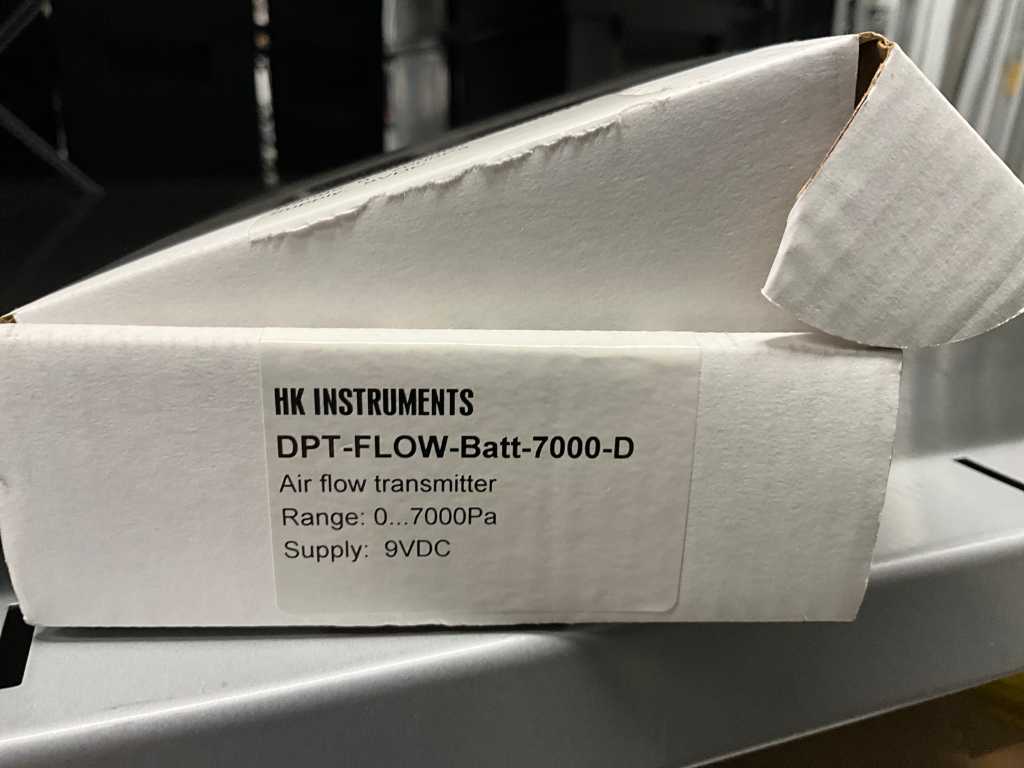 HK INSTRUMENTS
DPT-FLOW-Batt-7000-D
Air flow transmitter
Range: 0...7000Pa
Supply: 9VDC